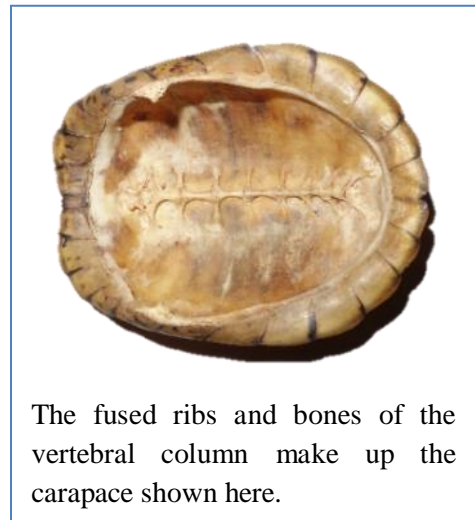 The fused ribs and bones of the
vertebral column make up the
carapace shown here.